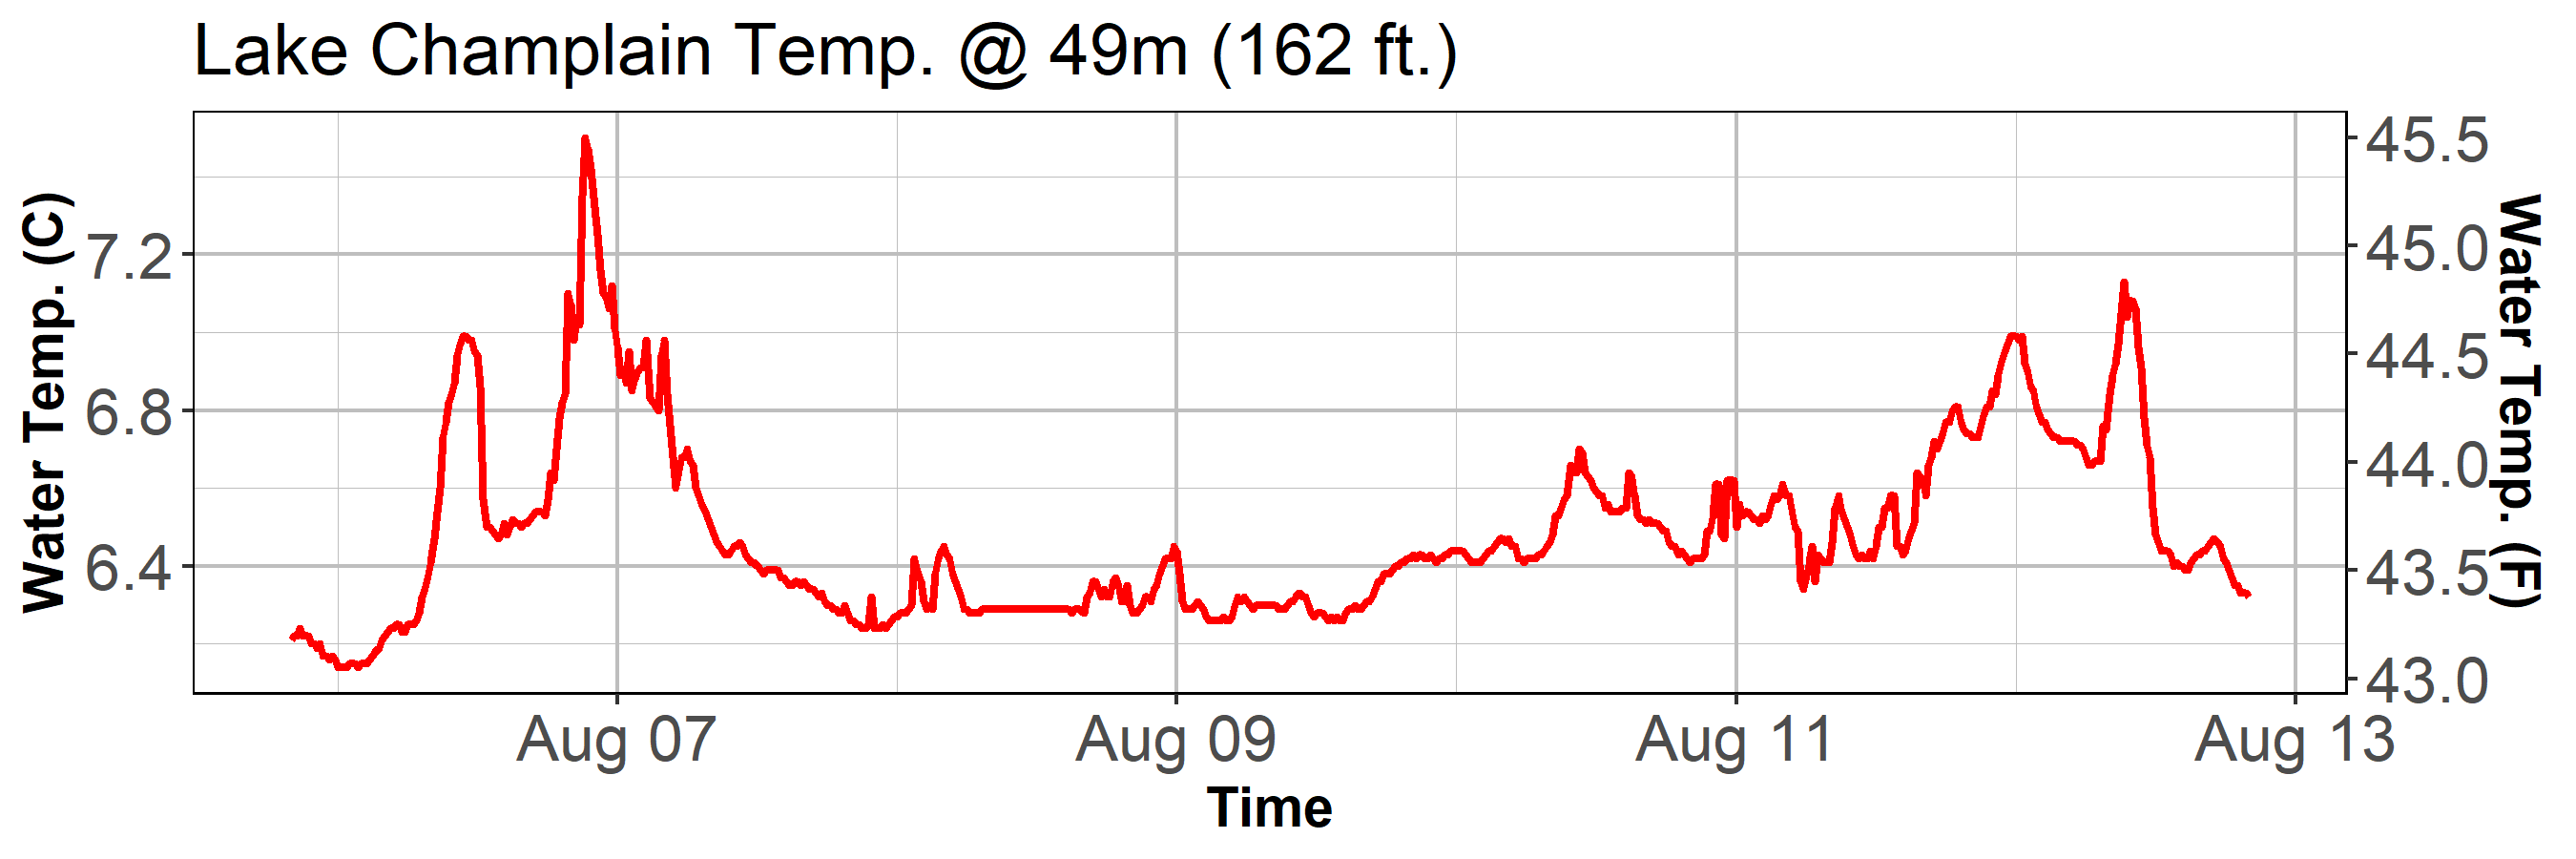 Lake Champlain Temp. @ 49m (162 ft.)
Water Temp. (C)
7.2
6.8
6.4
45.5
45.0
44.5
44.0
43.5
43.0
Water Temp. (F)
Aug 07
Aug 09
Aug 11
Aug 13
Time